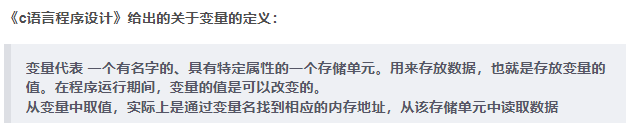 《c语言程序设计》给出的关于变量的定义：
变量代表 一个有名字的、具有特定属性的一个存储单元。用来存放数据，也就是存放变量的
值。在程序运行期间，变量的值是可以改变的。
从变量中取值，实际上是通过变量名找到相应的内存地址，从该存储单元中读取数据